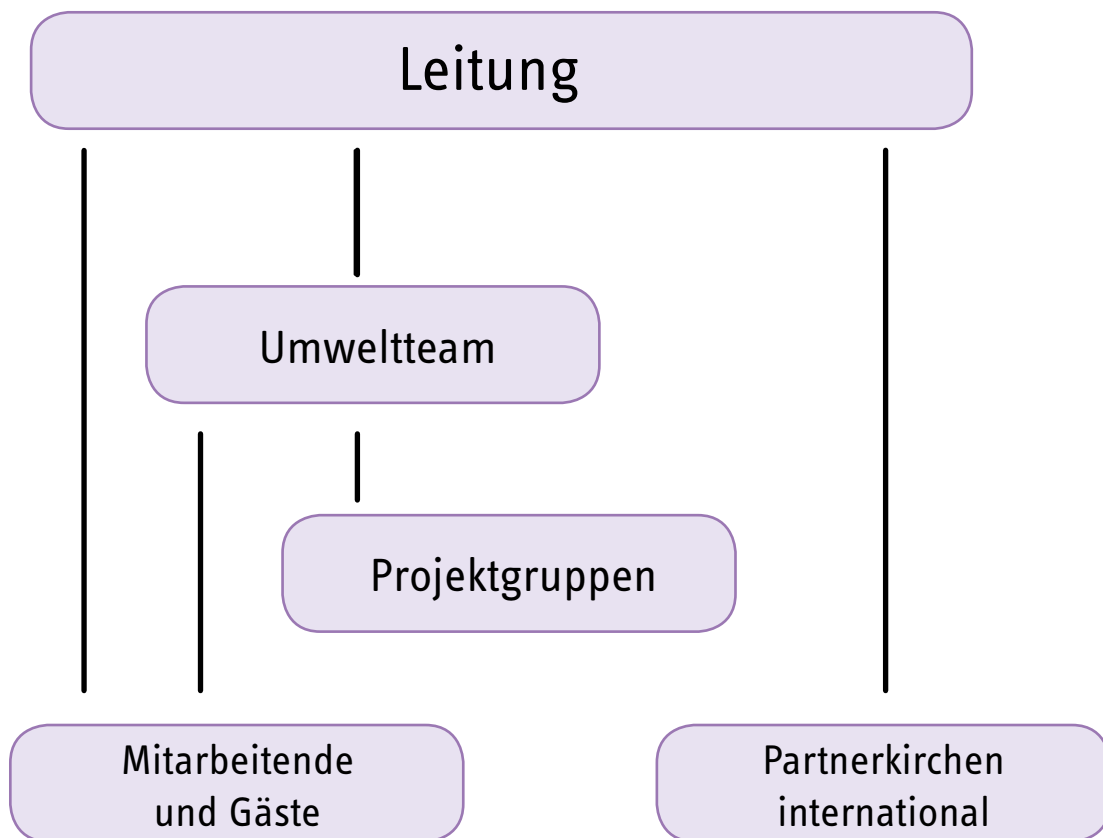 Leitung
Umweltteam
Projektgruppen
Mitarbeitende
und Gäste
Partnerkirchen
international